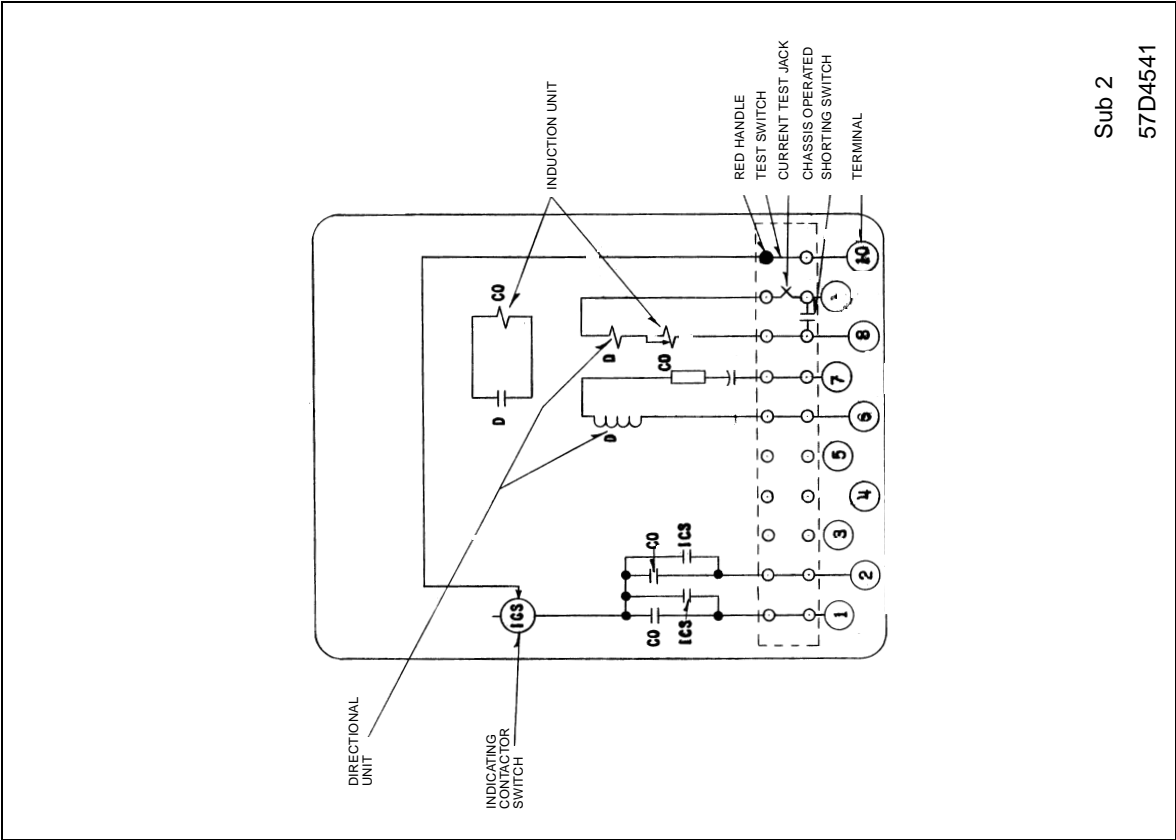 INDUCTION UNIT
RED HANDLE
TEST SWITCH
CURRENT TEST JACK
CHASSIS OPERATED
SHORTING SWITCH
TERMINAL
Sub 2
57D4541
DIRECTIONAL
UNIT
INDICATING
CONTACTOR
SWITCH
CO
D
D
CO
D
ICS
CO
ICS
CO
ICS
10
8
7
6
5
4
3
2
1